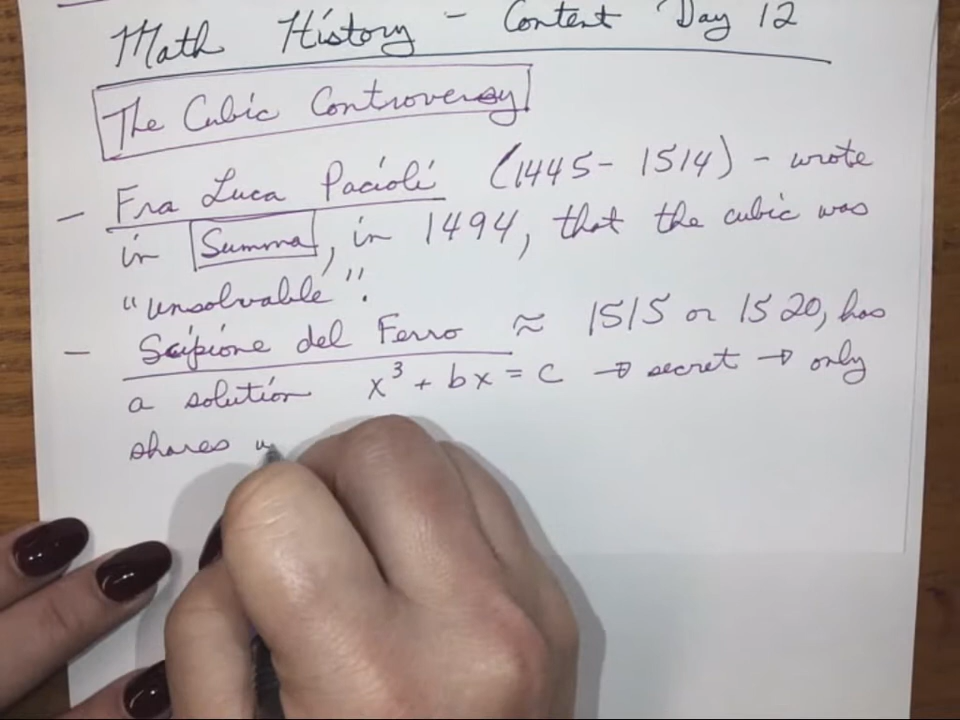 Math History - Content Day 12
The Cubic Controversy
- Fra Luca Pacioli (1445-1514) - wrote
in Summa, in 1494, that the cubic was
"unsolvable".
- Scipione del Ferro ≈ 1515 or 1520, has
a solution x³ + bx = c → secret → only
shares